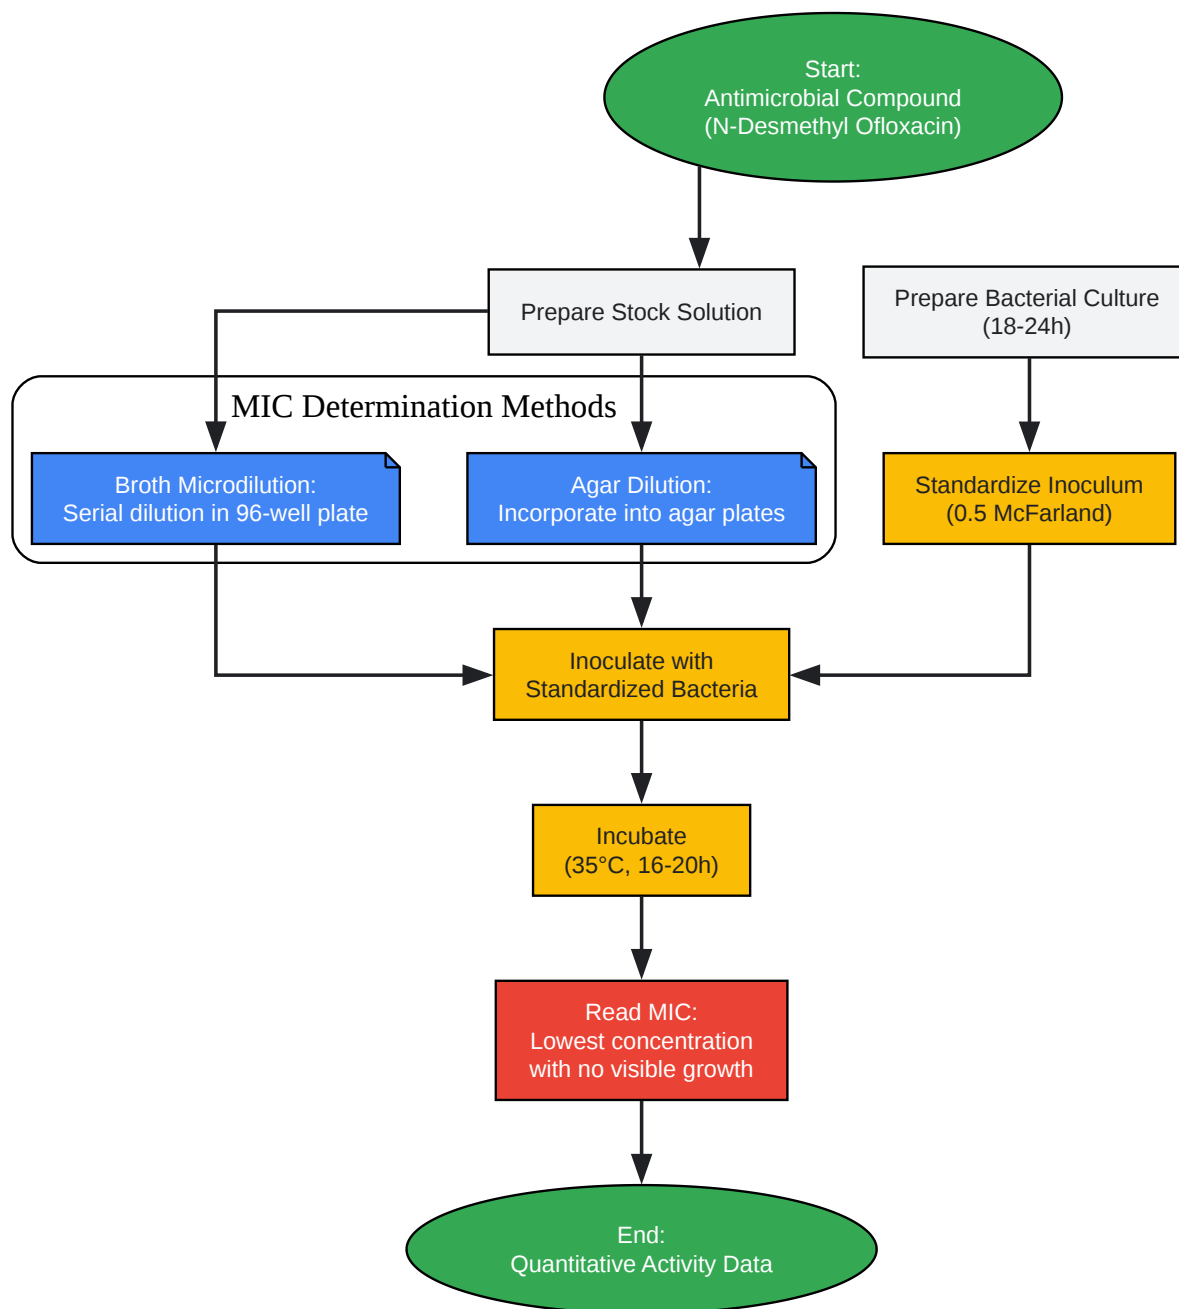 Start:
Antimicrobial Compound
(N-Desmethyl Ofloxacin)
Prepare Stock Solution
Prepare Bacterial Culture
(18-24h)
MIC Determination Methods
Broth Microdilution:
Serial dilution in 96-well plate
Agar Dilution:
Incorporate into agar plates
Standardize Inoculum
(0.5 McFarland)
Inoculate with
Standardized Bacteria
Incubate
(35°C, 16-20h)
Read MIC:
Lowest concentration
with no visible growth
End:
Quantitative Activity Data